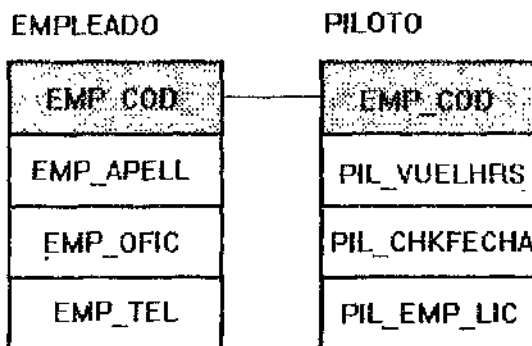 EMPLEADO
EMP_COD
EMP_APELL
EMP_OFIC
EMP_TEL
PILOTO
EMP_COD
PIL_VUELHRS
PIL_CHKFECHA
PIL_EMP_LIC